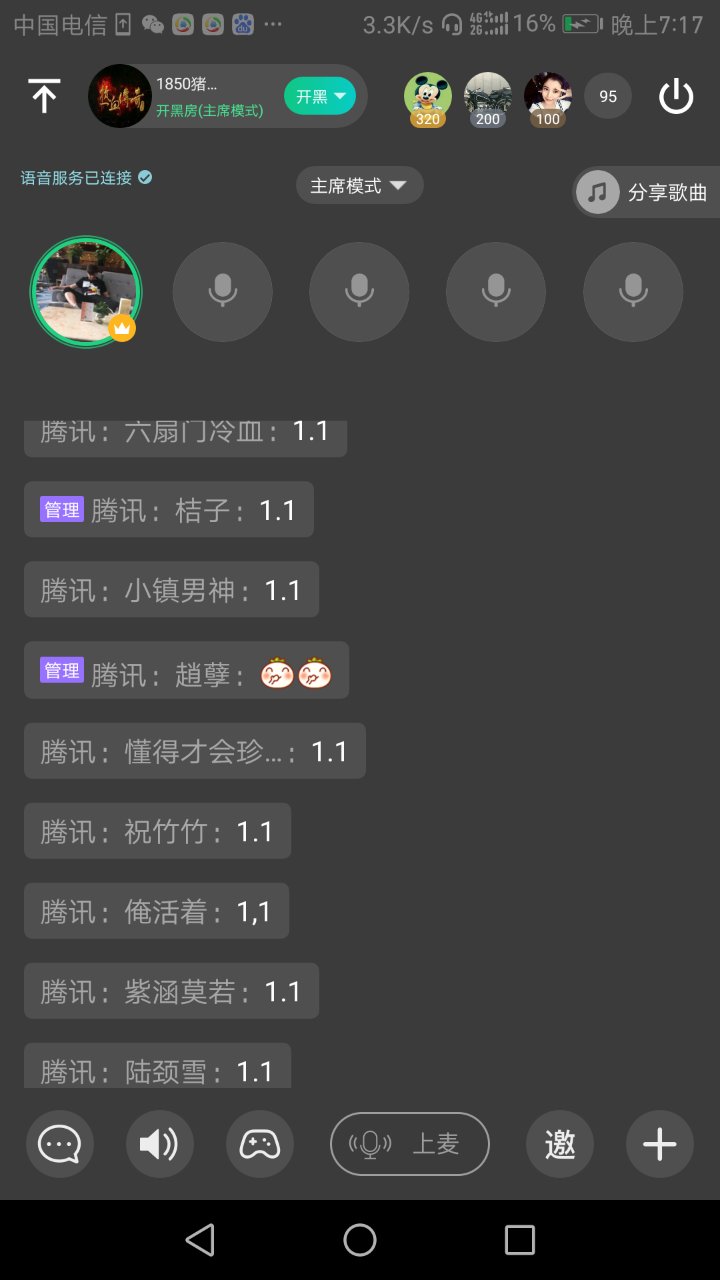 中国电信 ... 3.3K/s 4G 2G 16% 晚上7:17
1850猪... 开黑
开黑房(主席模式)
320 200 100 95
语音服务已连接 主席模式 分享歌曲
腾讯：六扇门冷血：1.1
管理 腾讯：桔子：1.1
腾讯：小镇男神：1.1
管理 腾讯：趙孽：
腾讯：懂得才会珍...：1.1
腾讯：祝竹竹：1.1
腾讯：俺活着：1,1
腾讯：紫涵莫若：1.1
腾讯：陆颈雪：1.1
上麦 邀